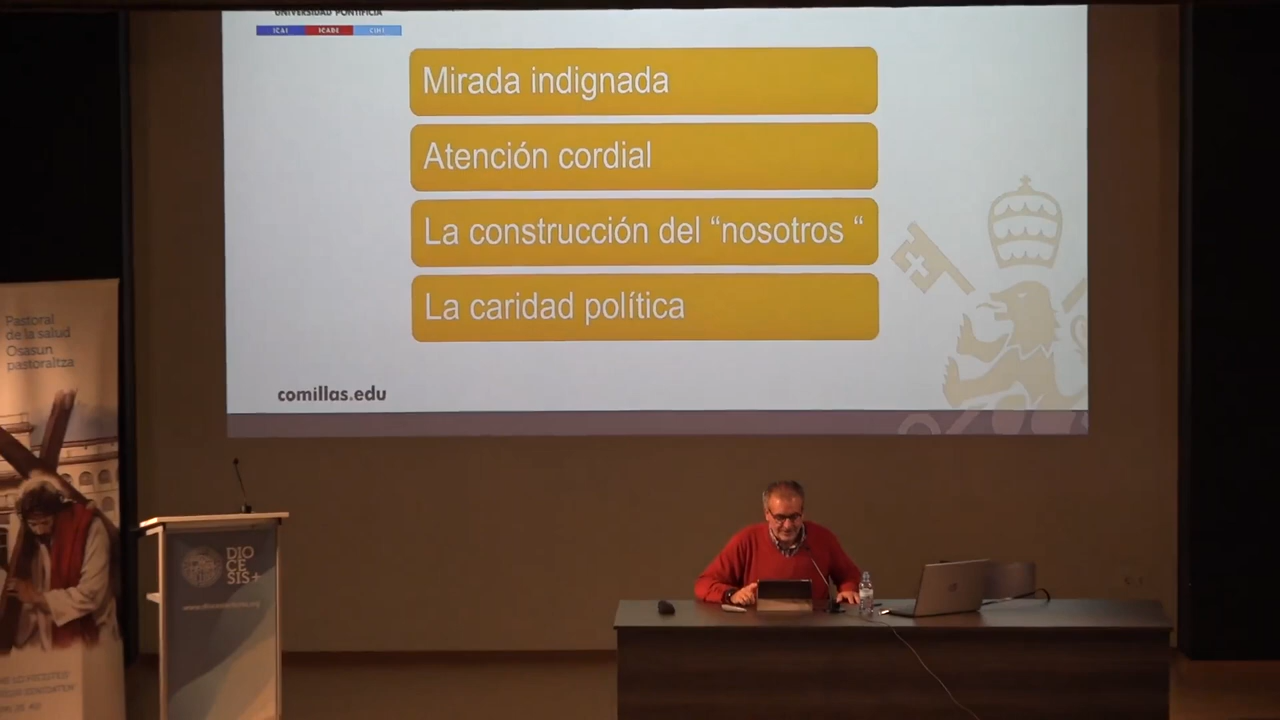 UNIVERSIDAD PONTIFICIA
ICAI ICADE CIHS
Mirada indignada
Atención cordial
La construcción del “nosotros “
La caridad política
comillas.edu
Pastoral
de la salud
Osasun
pastoraltza
DIO
CE
SIS+